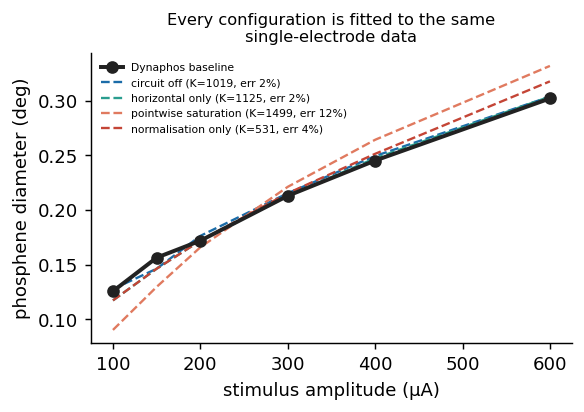 Every configuration is fitted to the same
single-electrode data
Dynaphos baseline
circuit off (K=1019, err 2%)
horizontal only (K=1125, err 2%)
pointwise saturation (K=1499, err 12%)
normalisation only (K=531, err 4%)
phosphene diameter (deg)
0.30
0.25
0.20
0.15
0.10
100 200 300 400 500 600
stimulus amplitude (µA)